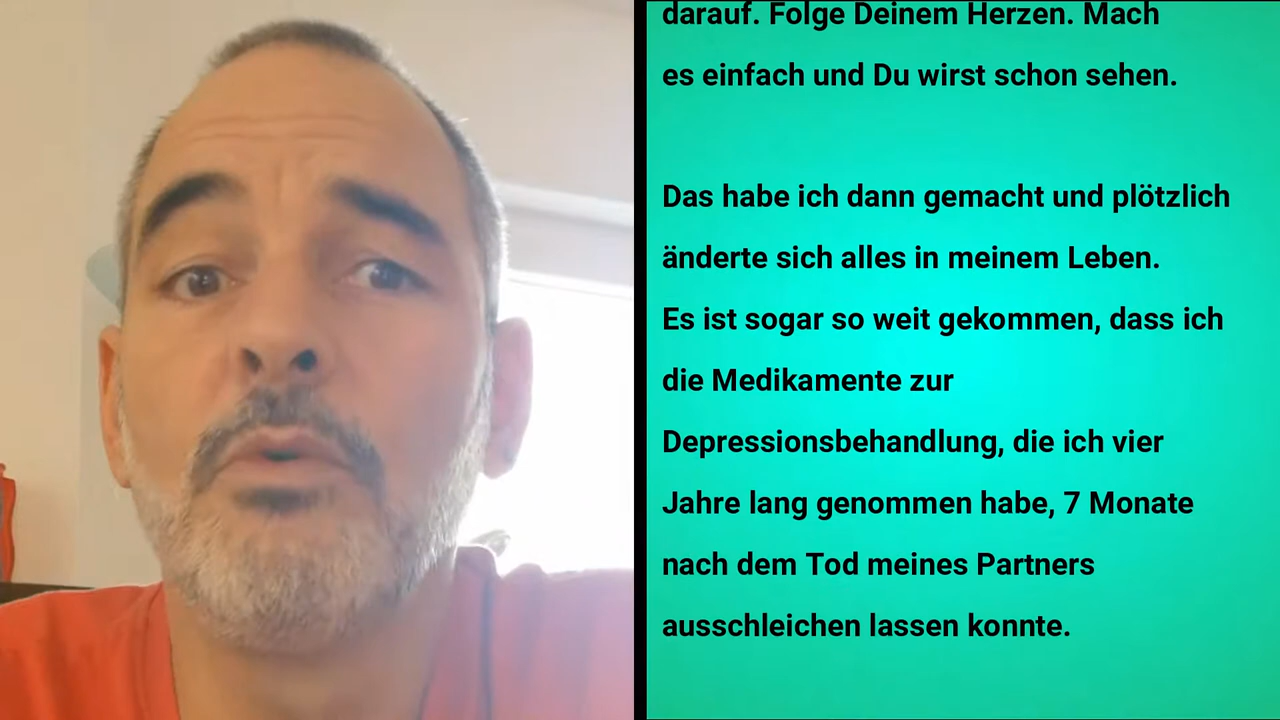 darauf. Folge Deinem Herzen. Mach
es einfach und Du wirst schon sehen.
Das habe ich dann gemacht und plötzlich
änderte sich alles in meinem Leben.
Es ist sogar so weit gekommen, dass ich
die Medikamente zur
Depressionsbehandlung, die ich vier
Jahre lang genommen habe, 7 Monate
nach dem Tod meines Partners
ausschleichen lassen konnte.